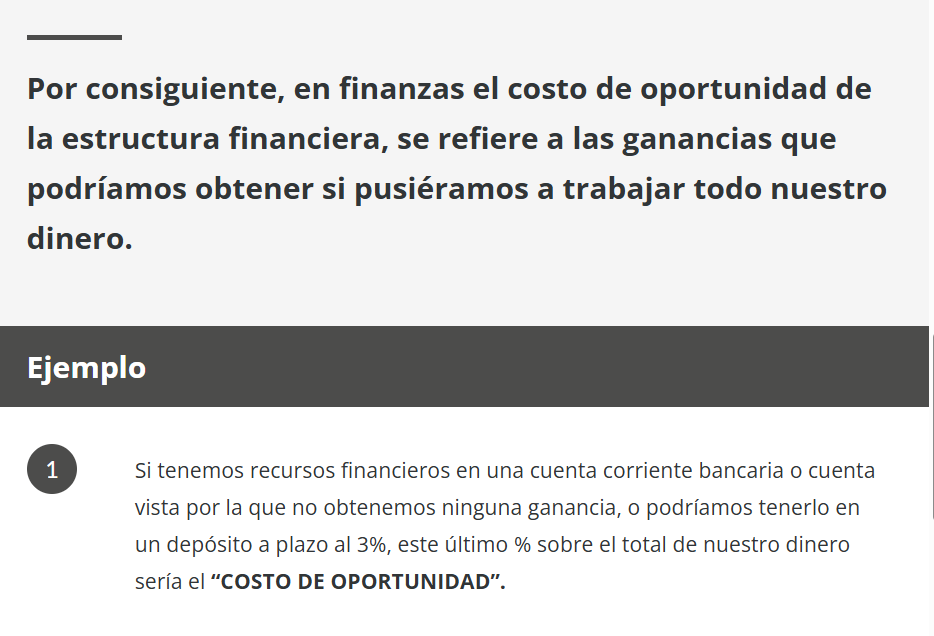 Por consiguiente, en finanzas el costo de oportunidad de
la estructura financiera, se refiere a las ganancias que
podríamos obtener si pusiéramos a trabajar todo nuestro
dinero.
Ejemplo
1
Si tenemos recursos financieros en una cuenta corriente bancaria o cuenta
vista por la que no obtenemos ninguna ganancia, o podríamos tenerlo en
un depósito a plazo al 3%, este último % sobre el total de nuestro dinero
sería el “COSTO DE OPORTUNIDAD”.